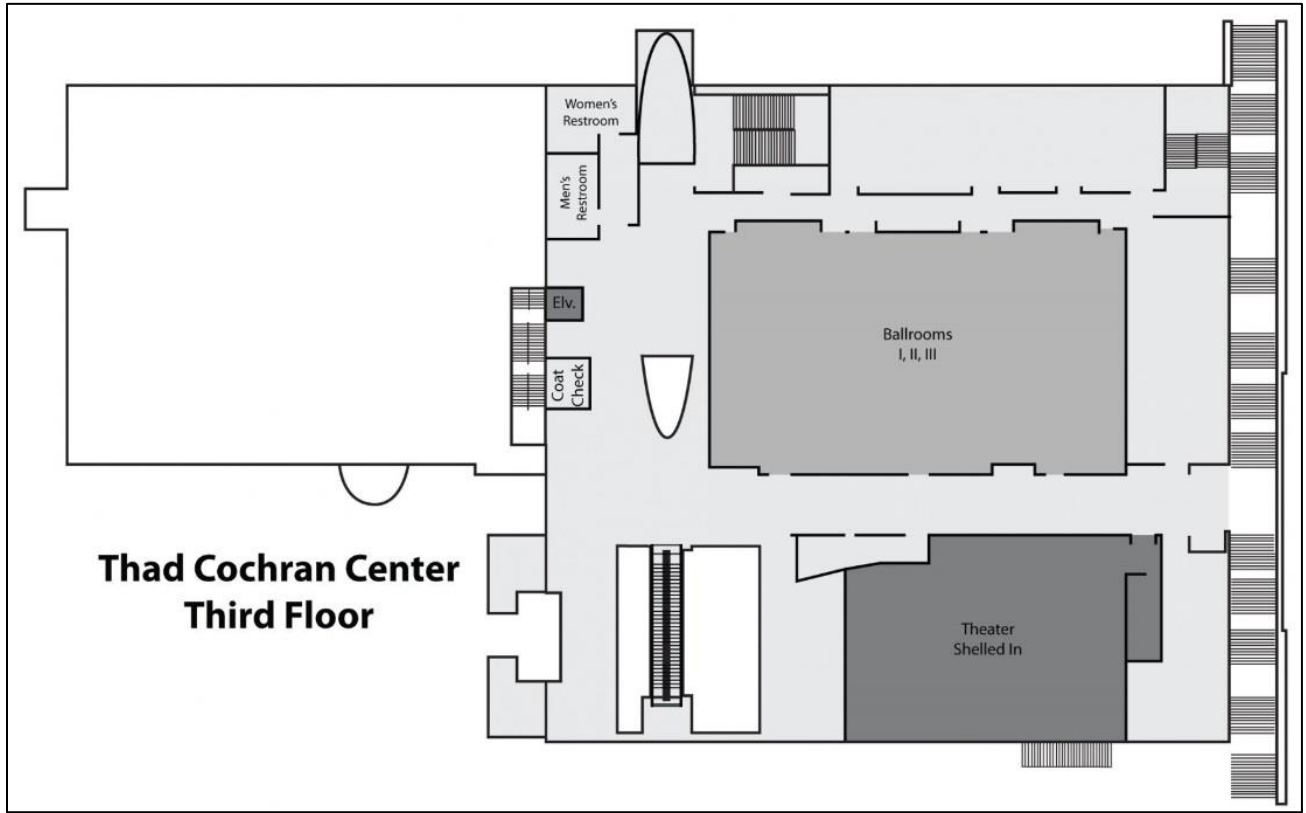 Women's
Restroom
Men's
Restroom
Elv.
Coat
Check
Ballrooms
I, II, III
Thad Cochran Center
Third Floor
Theater
Shelled In